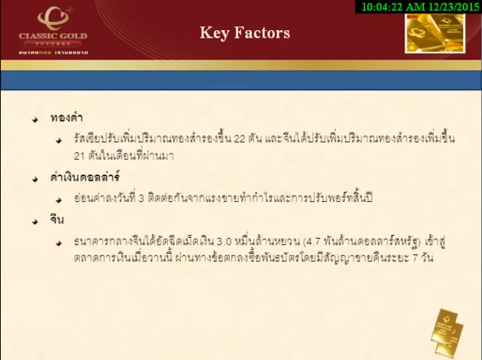 10:04:22 AM 12/23/2015
CLASSIC GOLD
FUTURES
Key Factors
ทองคำ
รัสเซียปรับเพิ่มปริมาณทองสำรองขึ้น 22 ตัน และจีนได้ปรับเพิ่มปริมาณทองสำรองเพิ่มขึ้น
21 ตันในเดือนที่ผ่านมา
ค่าเงินดอลล่าร์
อ่อนค่าลงวันที่ 3 ติดต่อกันจากแรงขายทำกำไรและการปรับพอร์ทสิ้นปี
จีน
ธนาคารกลางจีนได้อัดฉีดเม็ดเงิน 3.0 หมื่นล้านหยวน (4.7 พันล้านดอลลาร์สหรัฐ) เข้าสู่
ตลาดการเงินเมื่อวานนี้ ผ่านทางข้อตกลงซื้อพันธบัตรโดยมีสัญญาขายคืนระยะ 7 วัน